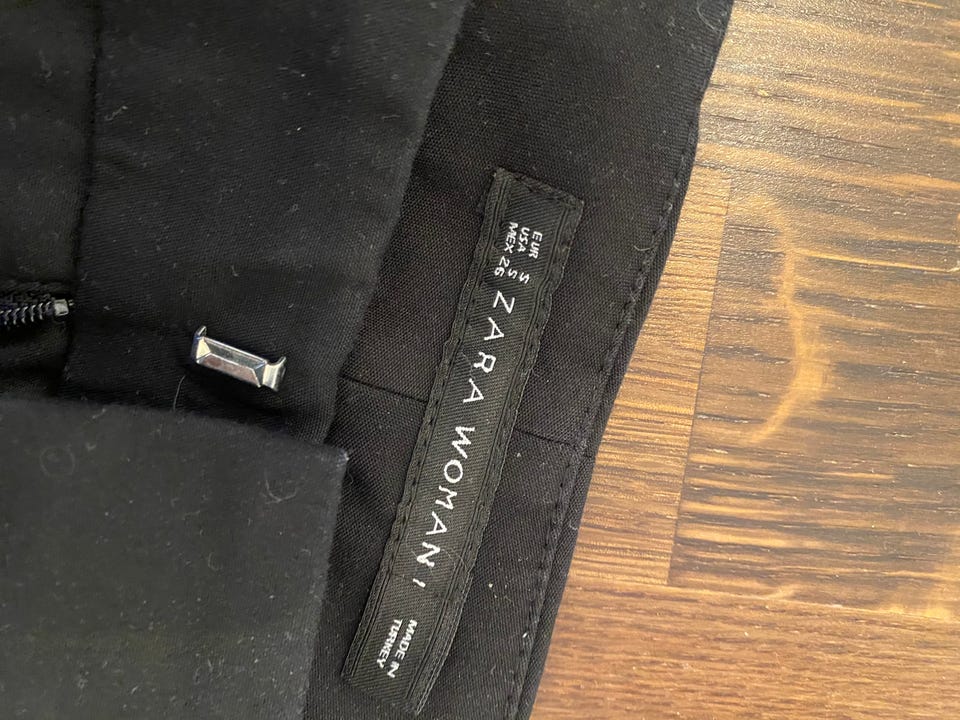 EUR S
USA S
MEX 26
ZARA WOMAN
MADE IN
TURKEY